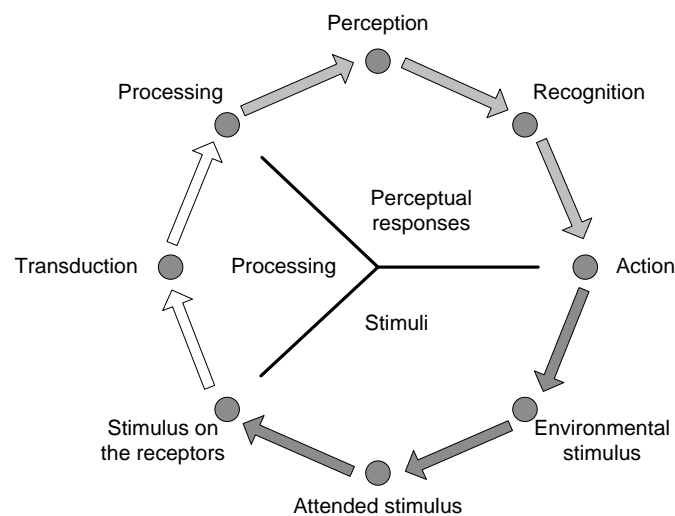 Perception
Processing
Recognition
Perceptual
responses
Transduction
Processing
Action
Stimuli
Stimulus on
the receptors
Environmental
stimulus
Attended stimulus